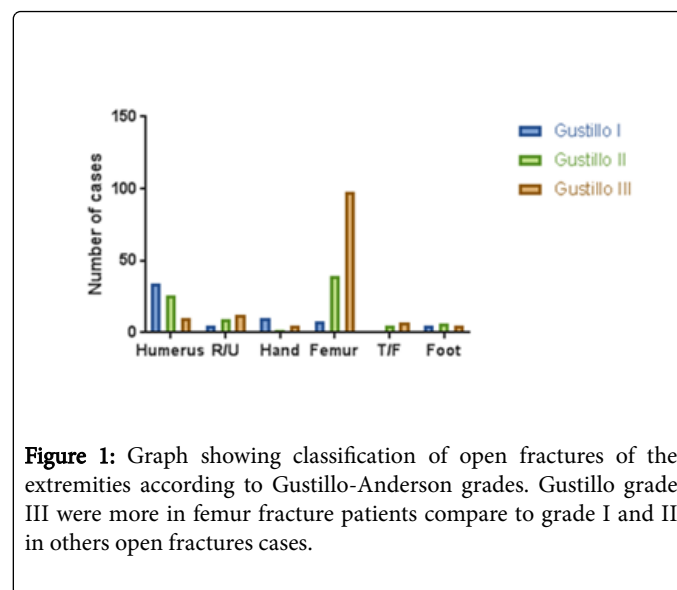 150
100
50
0
Number of cases
Humerus R/U Hand Femur T/F Foot
Gustillo I
Gustillo II
Gustillo III
Figure 1: Graph showing classification of open fractures of the
extremities according to Gustillo-Anderson grades. Gustillo grade
III were more in femur fracture patients compare to grade I and II
in others open fractures cases.